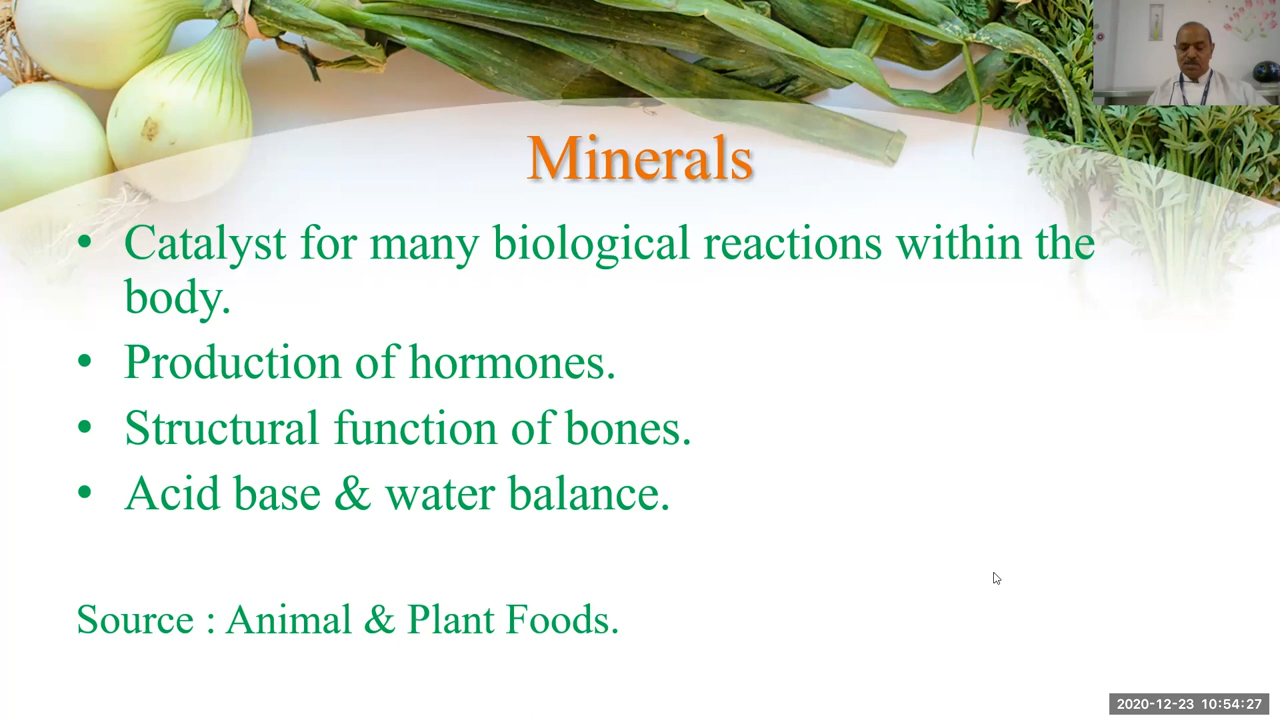 Minerals
• Catalyst for many biological reactions within the
body.
• Production of hormones.
• Structural function of bones.
• Acid base & water balance.
Source : Animal & Plant Foods.
2020-12-23 10:54:27